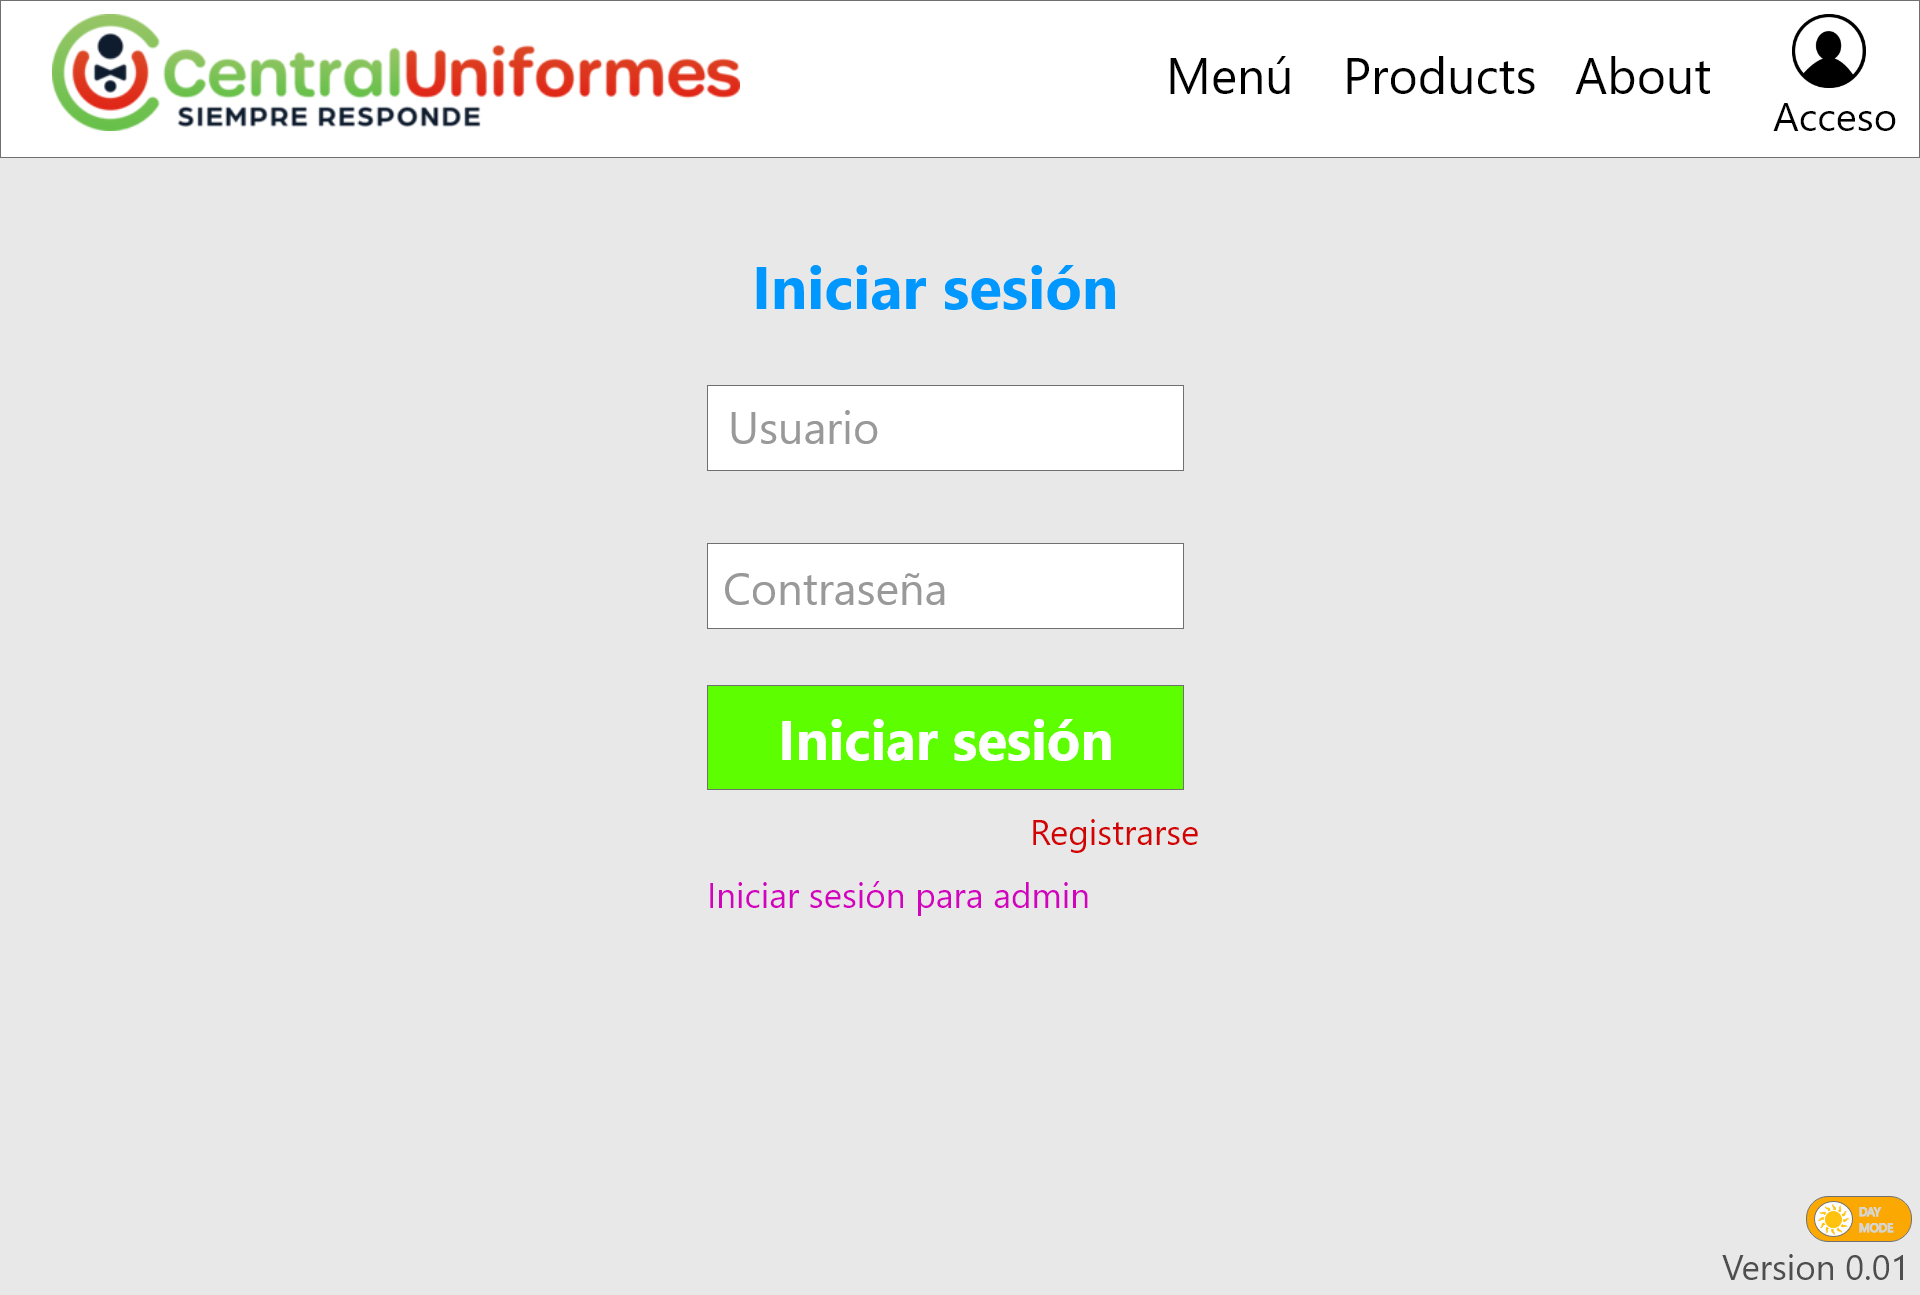 CentralUniformes
SIEMPRE RESPONDE
Menú
Products
About
Acceso
Iniciar sesión
Usuario
Contraseña
Iniciar sesión
Registrarse
Iniciar sesión para admin
DAY
MODE
Version 0.01